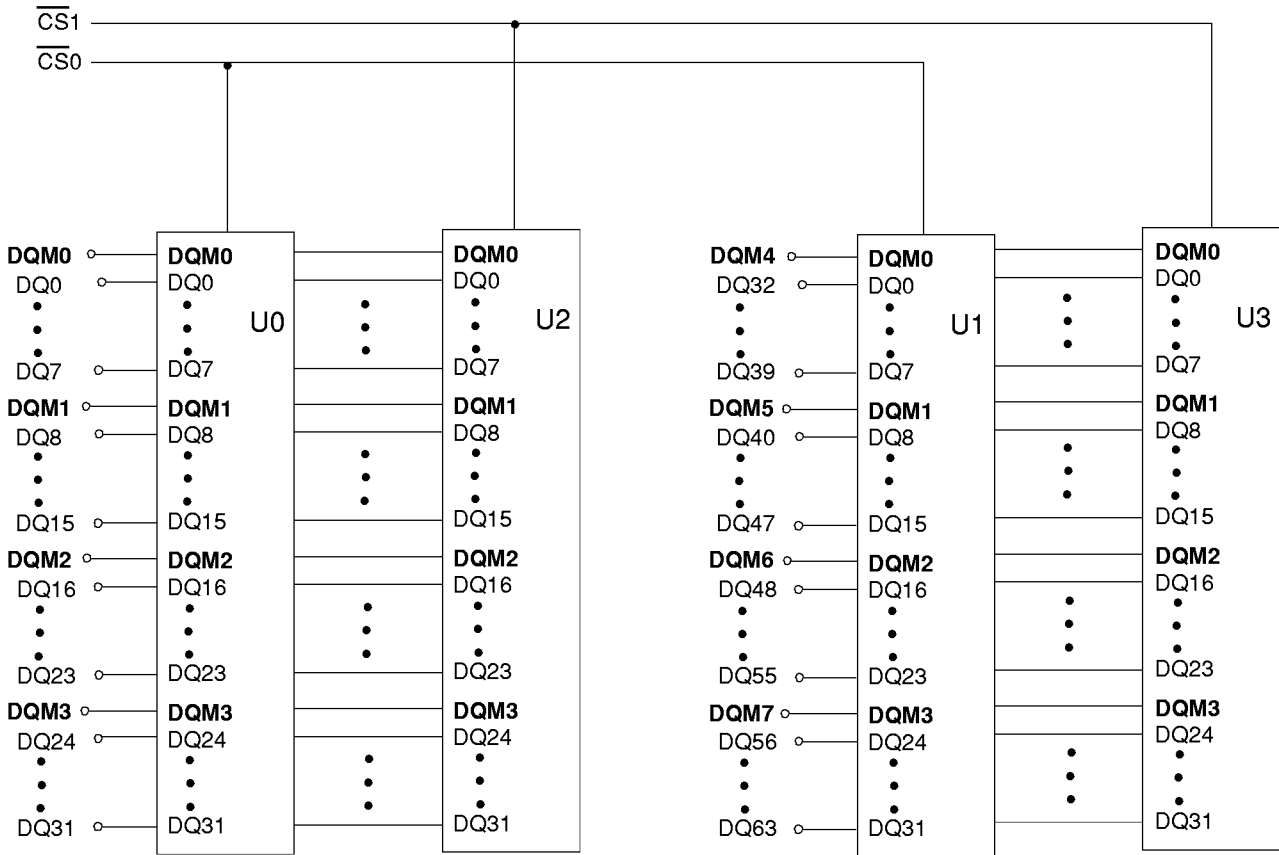 CS1
CS0
DQM0 DQM0 DQM0 DQM4 DQM0 DQM0
DQ0 DQ0 DQ0 DQ32 DQ0 DQ0
U0 U2 U1 U3
DQ7 DQ7 DQ7 DQ39 DQ7 DQ7
DQM1 DQM1 DQM1 DQM5 DQM1 DQM1
DQ8 DQ8 DQ8 DQ40 DQ8 DQ8
DQ15 DQ15 DQ15 DQ47 DQ15 DQ15
DQM2 DQM2 DQM2 DQM6 DQM2 DQM2
DQ16 DQ16 DQ16 DQ48 DQ16 DQ16
DQ23 DQ23 DQ23 DQ55 DQ23 DQ23
DQM3 DQM3 DQM3 DQM7 DQM3 DQM3
DQ24 DQ24 DQ24 DQ56 DQ24 DQ24
DQ31 DQ31 DQ31 DQ63 DQ31 DQ31